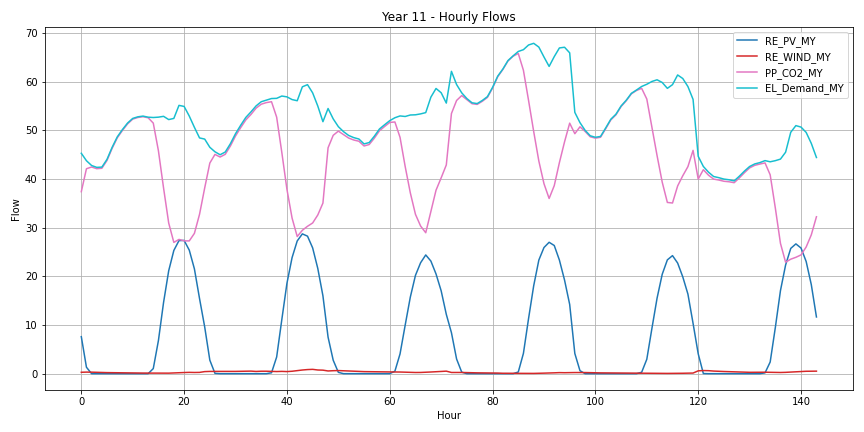 Year 11 - Hourly Flows
RE_PV_MY
RE_WIND_MY
PP_CO2_MY
EL_Demand_MY
70
60
50
40
30
20
10
0
Flow
0 20 40 60 80 100 120 140
Hour